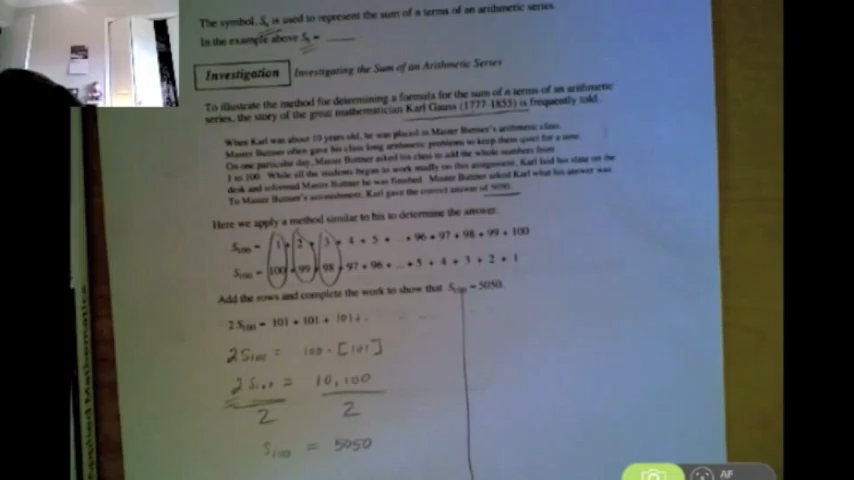 The symbol, Sₙ is used to represent the sum of n terms of an arithmetic series.
In the example above S₅ = ____
Investigation Investigating the Sum of an Arithmetic Series
To illustrate the method for determining a formula for the sum of n terms of an arithmetic
series, the story of the great mathematician Karl Gauss (1777-1855) is frequently told.
When Karl was about 10 years old, he was placed in Master Buttner's arithmetic class.
Master Buttner often gave his class long arithmetic problems to keep them quiet for a time.
On one particular day, Master Buttner asked his class to add the whole numbers from
1 to 100. While all the students began to work madly on this assignment, Karl laid his slate on the
desk and informed Master Buttner he was finished. Master Buttner asked Karl what his answer was.
To Master Buttner's astonishment, Karl gave the correct answer of 5050.
Here we apply a method similar to his to determine the answer.
S₁₀₀ = 1 + 2 + 3 + 4 + 5 + ... + 96 + 97 + 98 + 99 + 100
S₁₀₀ = 100 + 99 + 98 + 97 + 96 + ... + 5 + 4 + 3 + 2 + 1
Add the rows and complete the work to show that S₁₀₀ = 5050.
2 S₁₀₀ = 101 + 101 + 101 + . . .
2S₁₀₀ = 100 · [101]
2S₁₀₀ = 10,100
2 2
S₁₀₀ = 5050
Applied Mathematics
AF